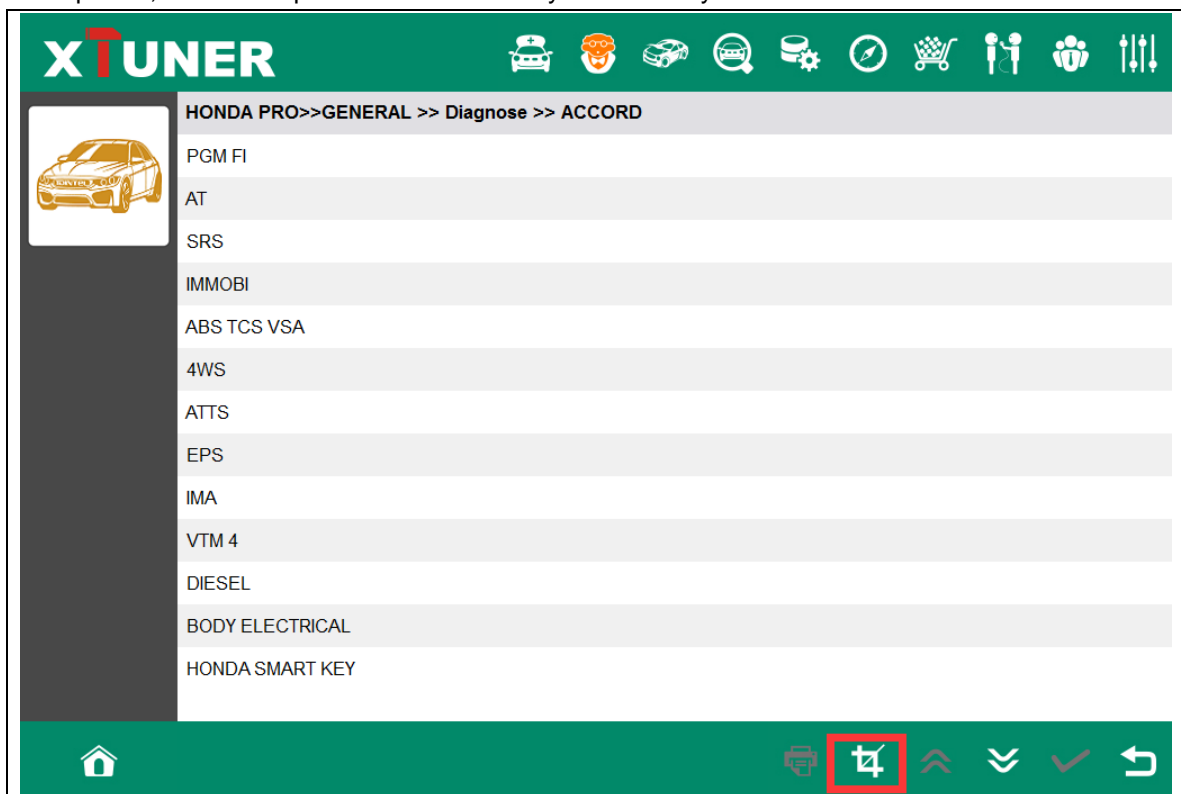 XTUNER
HONDA PRO>>GENERAL >> Diagnose >> ACCORD
PGM FI
AT
SRS
IMMOBI
ABS TCS VSA
4WS
ATTS
EPS
IMA
VTM 4
DIESEL
BODY ELECTRICAL
HONDA SMART KEY